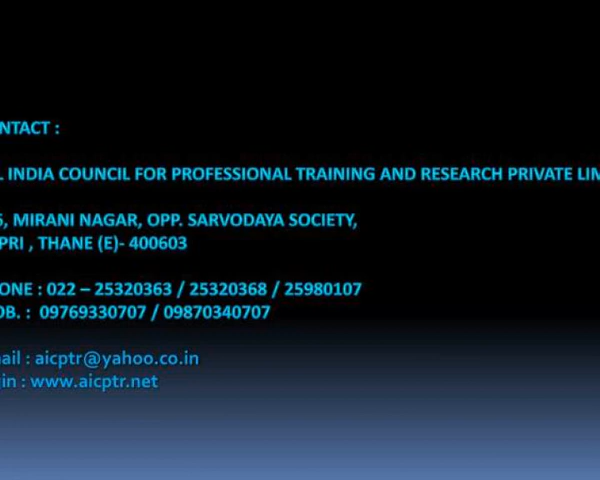 NTACT :
L INDIA COUNCIL FOR PROFESSIONAL TRAINING AND RESEARCH PRIVATE LIM
, MIRANI NAGAR, OPP. SARVODAYA SOCIETY,
PRI , THANE (E)- 400603
ONE : 022 – 25320363 / 25320368 / 25980107
OB. : 09769330707 / 09870340707
ail : aicptr@yahoo.co.in
in : www.aicptr.net